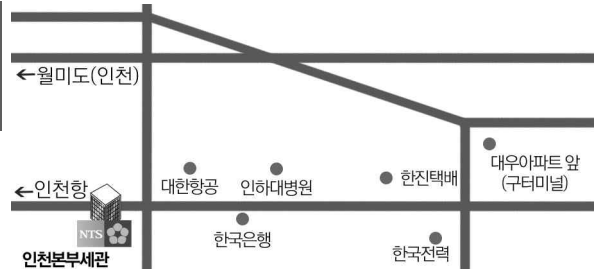 ←월미도(인천)
대우아파트 앞
(구터미널)
대한항공
인하대병원
한진택배
←인천항
NTS
한국은행
한국전력
인천본부세관